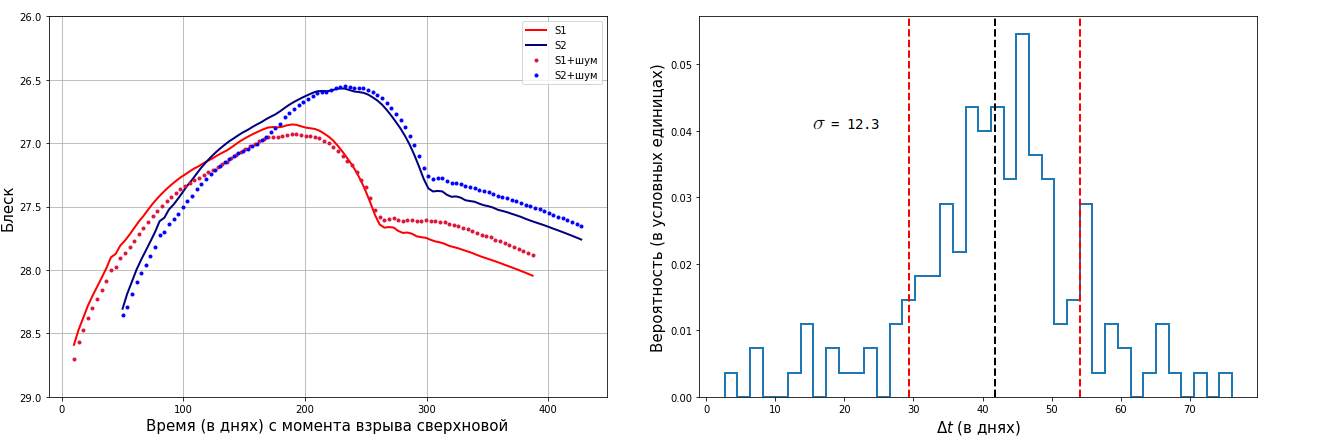 26.0
26.5
27.0
27.5
28.0
28.5
29.0
Блеск
0
100
200
300
400
Время (в днях) с момента взрыва сверхновой
S1
S2
S1+шум
S2+шум
0.05
0.04
0.03
0.02
0.01
0.00
Вероятность (в условных единицах)
σ = 12.3
0
10
20
30
40
50
60
70
Δt (в днях)